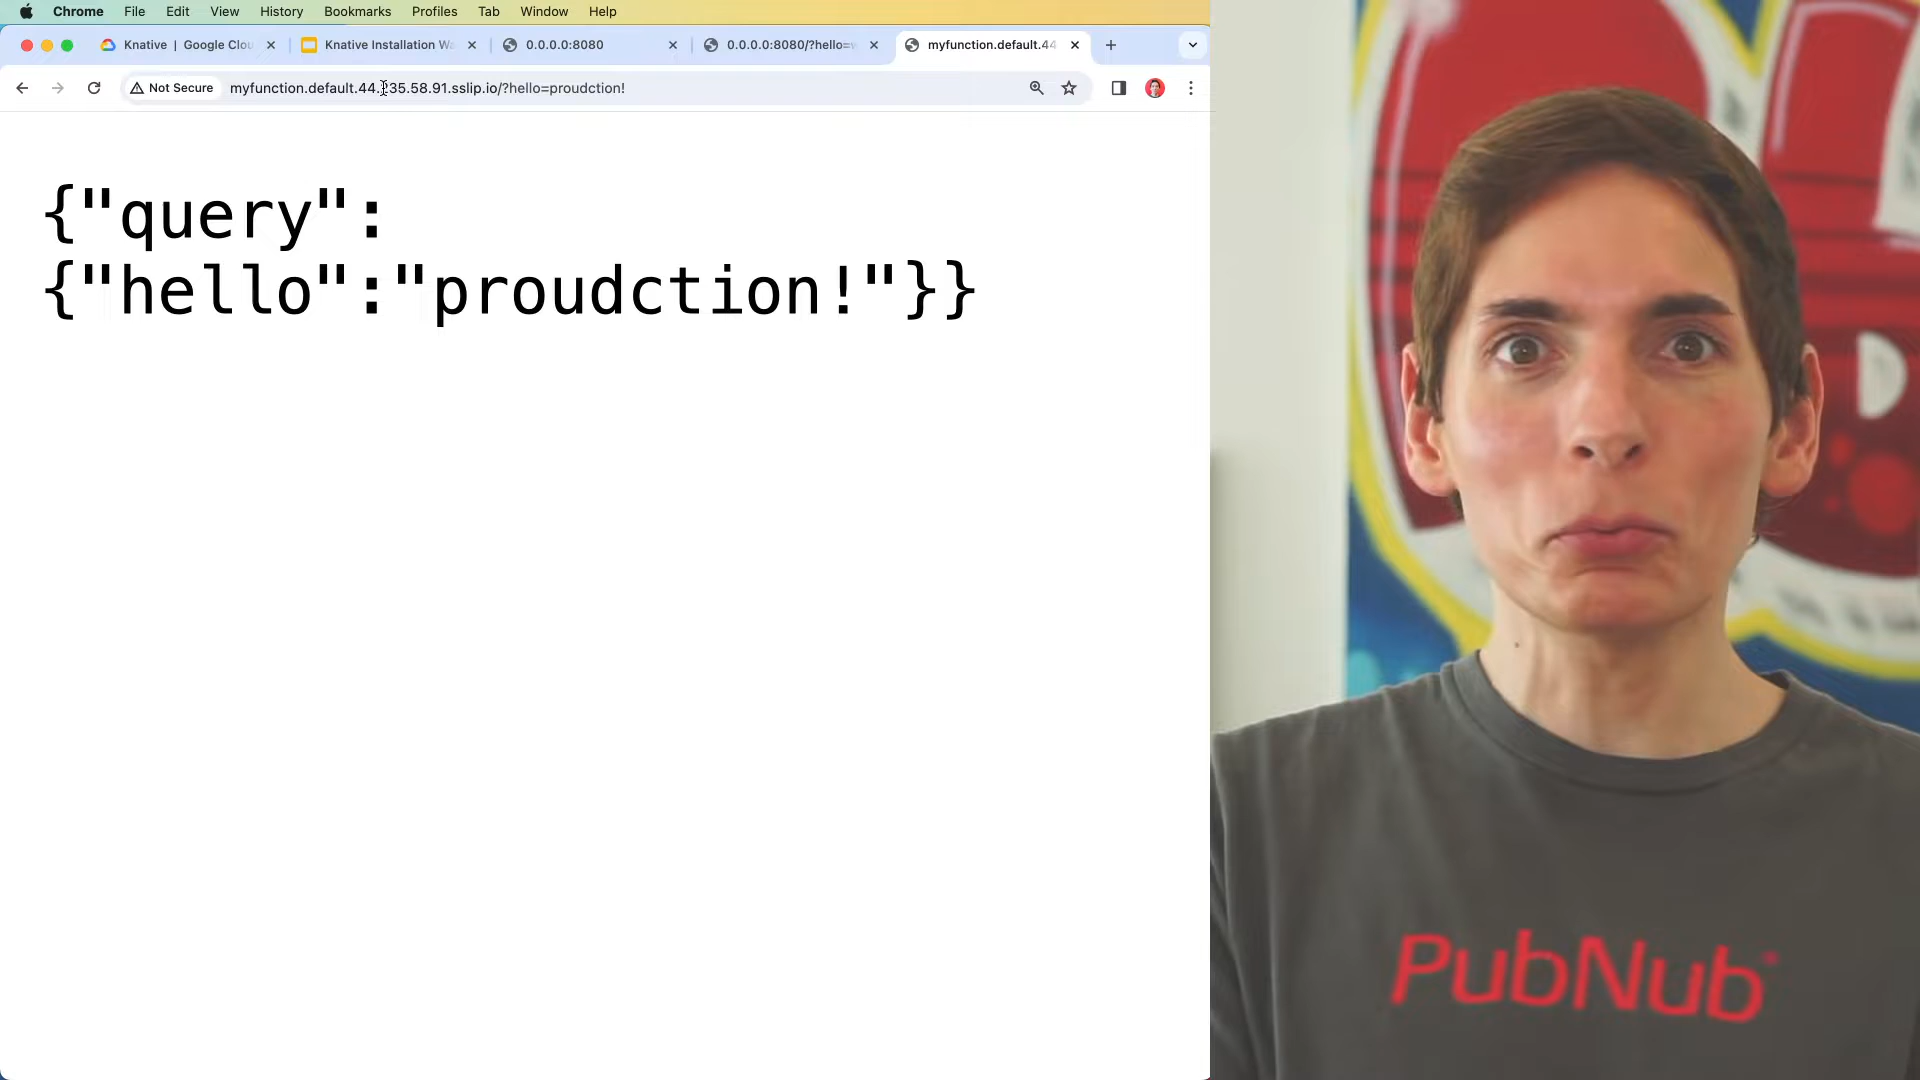 Chrome File Edit View History Bookmarks Profiles Tab Window Help
Knative | Google Clou
Knative Installation Wa
0.0.0.0:8080
0.0.0.0:8080/?hello=w
myfunction.default.44
Not Secure
myfunction.default.44.235.58.91.sslip.io/?hello=proudction!
{"query":
{"hello":"proudction!"}}
PubNub